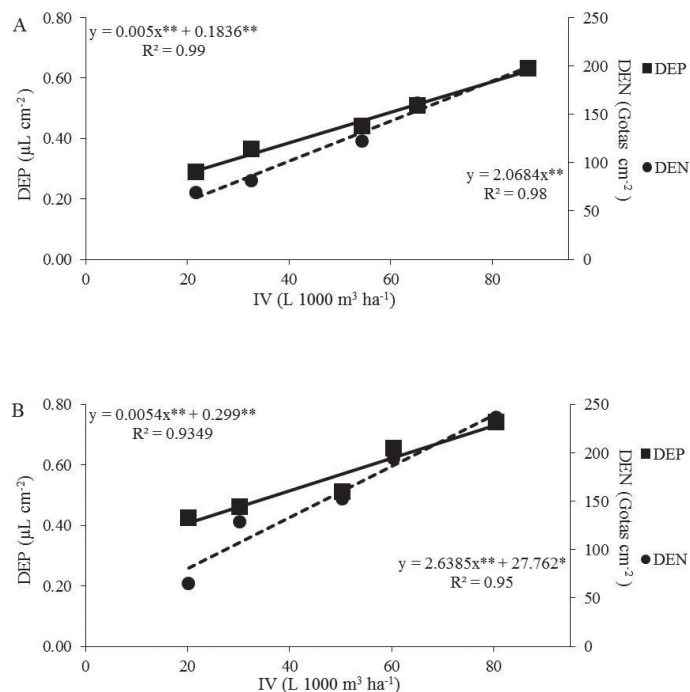 A
y = 0.005x** + 0.1836**
R² = 0.99
0.80
0.60
0.40
0.20
0.00
DEP (µL cm⁻²)
250
200
150
100
50
0
DEN (Gotas cm⁻²)
DEP
DEN
y = 2.0684x**
R² = 0.98
0 20 40 60 80
IV (L 1000 m³ ha⁻¹)
B
y = 0.0054x** + 0.299**
R² = 0.9349
0.80
0.60
0.40
0.20
0.00
DEP (µL cm⁻²)
250
200
150
100
50
0
DEN (Gotas cm⁻²)
DEP
DEN
y = 2.6385x** + 27.762*
R² = 0.95
0 20 40 60 80
IV (L 1000 m³ ha⁻¹)